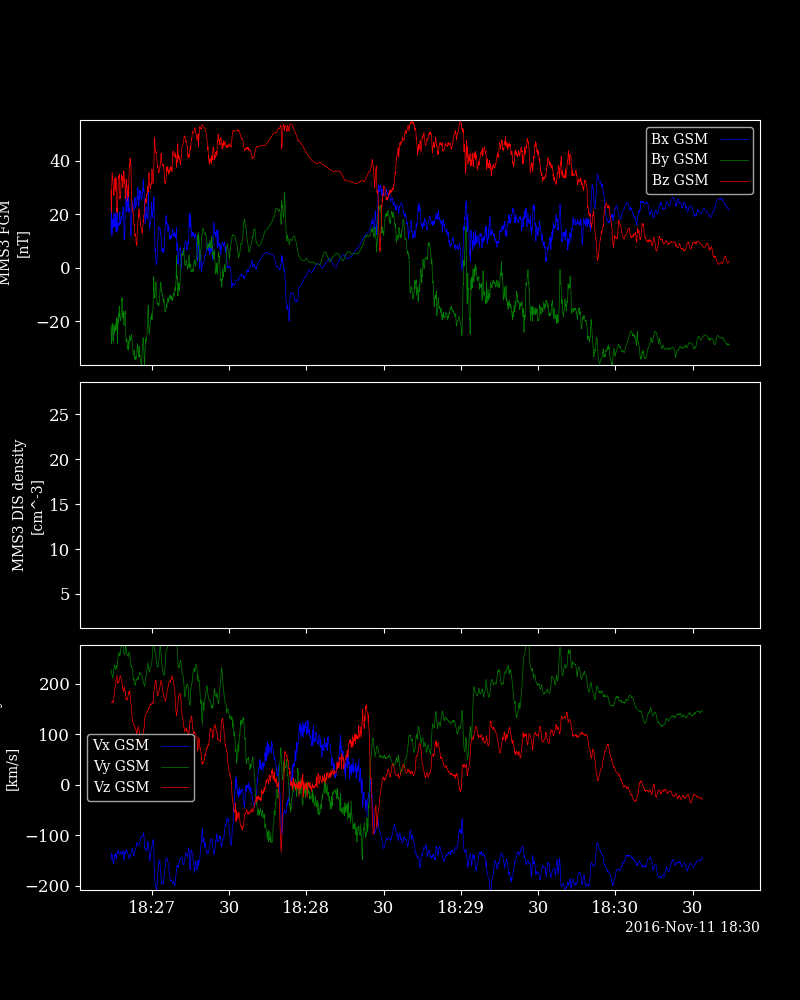 MMS3 FGM
[nT]
40
20
0
−20
Bx GSM
By GSM
Bz GSM
MMS3 DIS density
[cm^-3]
25
20
15
10
5
[km/s]
200
100
0
−100
−200
Vx GSM
Vy GSM
Vz GSM
18:27 30 18:28 30 18:29 30 18:30 30
2016-Nov-11 18:30